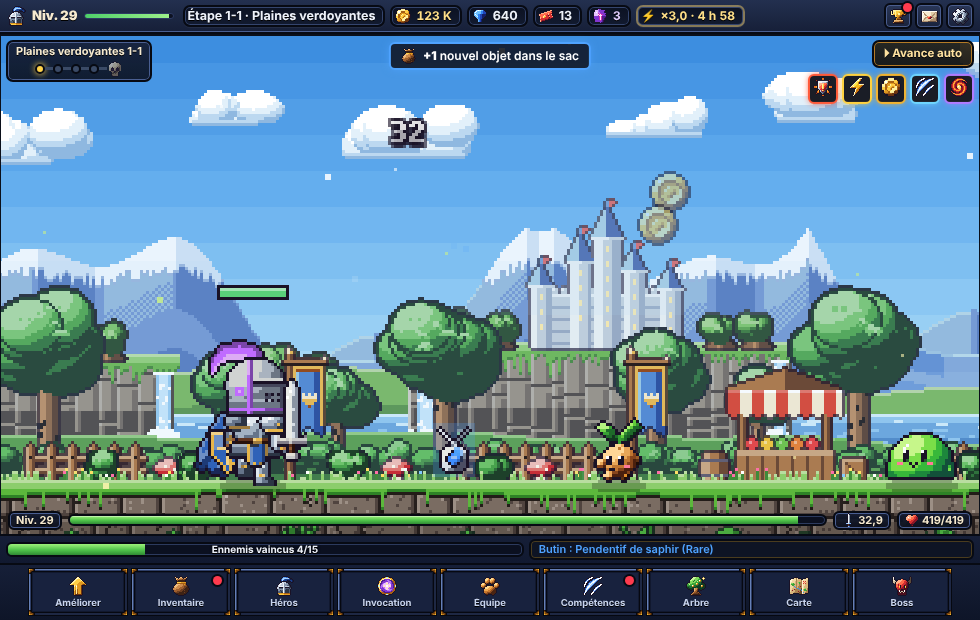 Niv. 29
Étape 1-1 · Plaines verdoyantes
123 K
640
13
3
×3,0 · 4 h 58
Plaines verdoyantes 1-1
+1 nouvel objet dans le sac
Avance auto
32
Niv. 29
32,9
419/419
Ennemis vaincus 4/15
Butin : Pendentif de saphir (Rare)
Améliorer
Inventaire
Héros
Invocation
Equipe
Compétences
Arbre
Carte
Boss